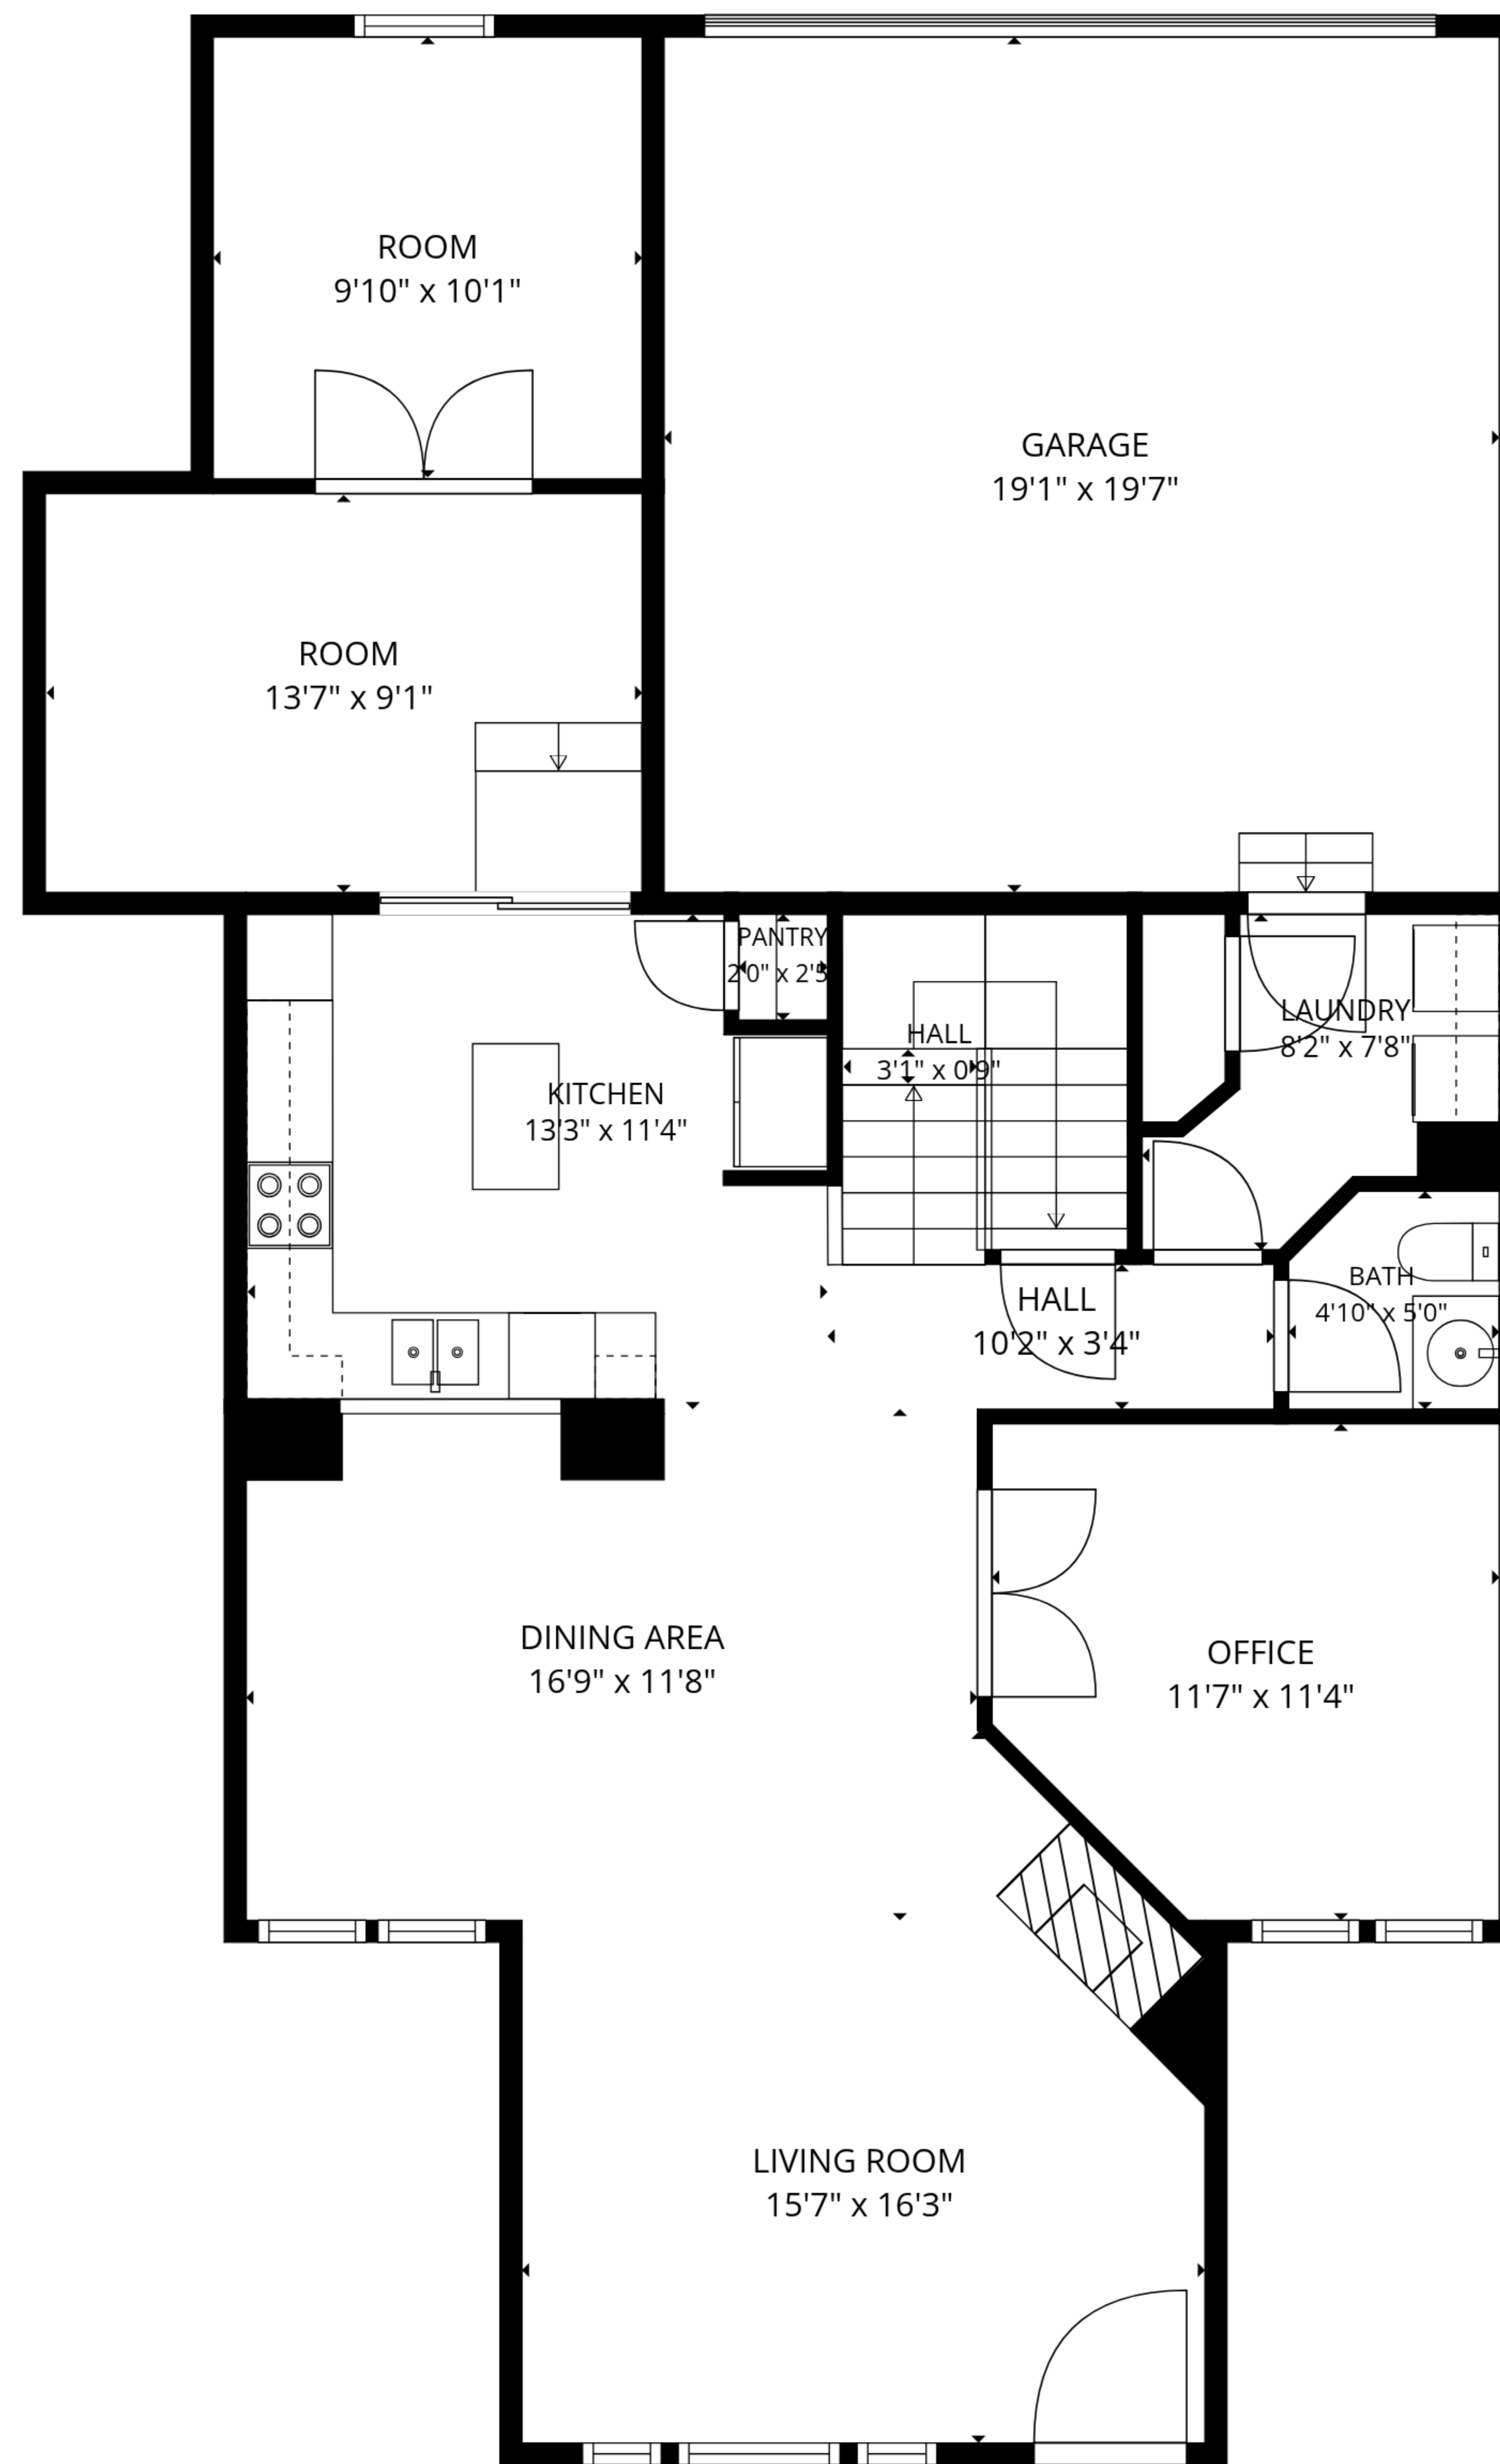 ROOM
9'10" x 10'1"
GARAGE
19'1" x 19'7"
ROOM
13'7" x 9'1"
PANTRY
2'0" x 2'5
HALL
3'1" x 0'9"
LAUNDRY
8'2" x 7'8"
KITCHEN
13'3" x 11'4"
HALL
10'2" x 3'4"
BATH
4'10" x 5'0"
DINING AREA
16'9" x 11'8"
OFFICE
11'7" x 11'4"
LIVING ROOM
15'7" x 16'3"